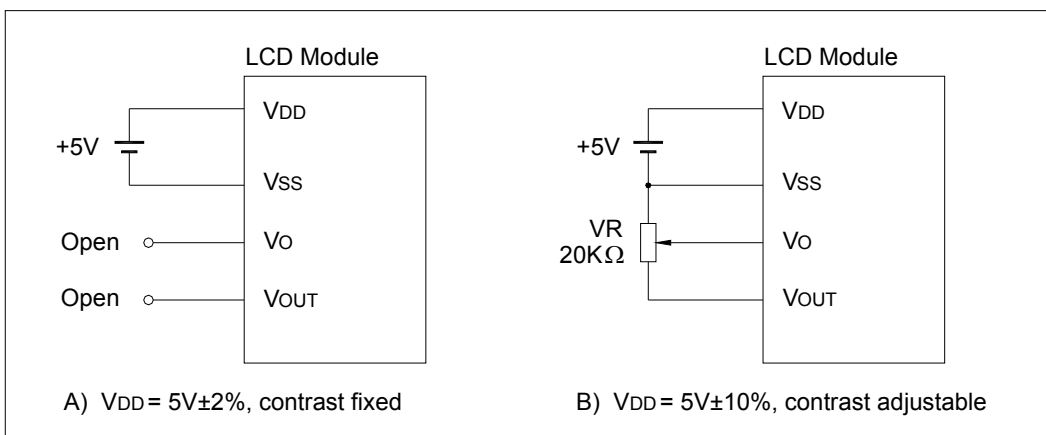 LCD Module
VDD
+5V
VSS
Open
VO
Open
VOUT
A) VDD = 5V±2%, contrast fixed
LCD Module
VDD
+5V
VSS
VR
20KΩ
VO
VOUT
B) VDD = 5V±10%, contrast adjustable